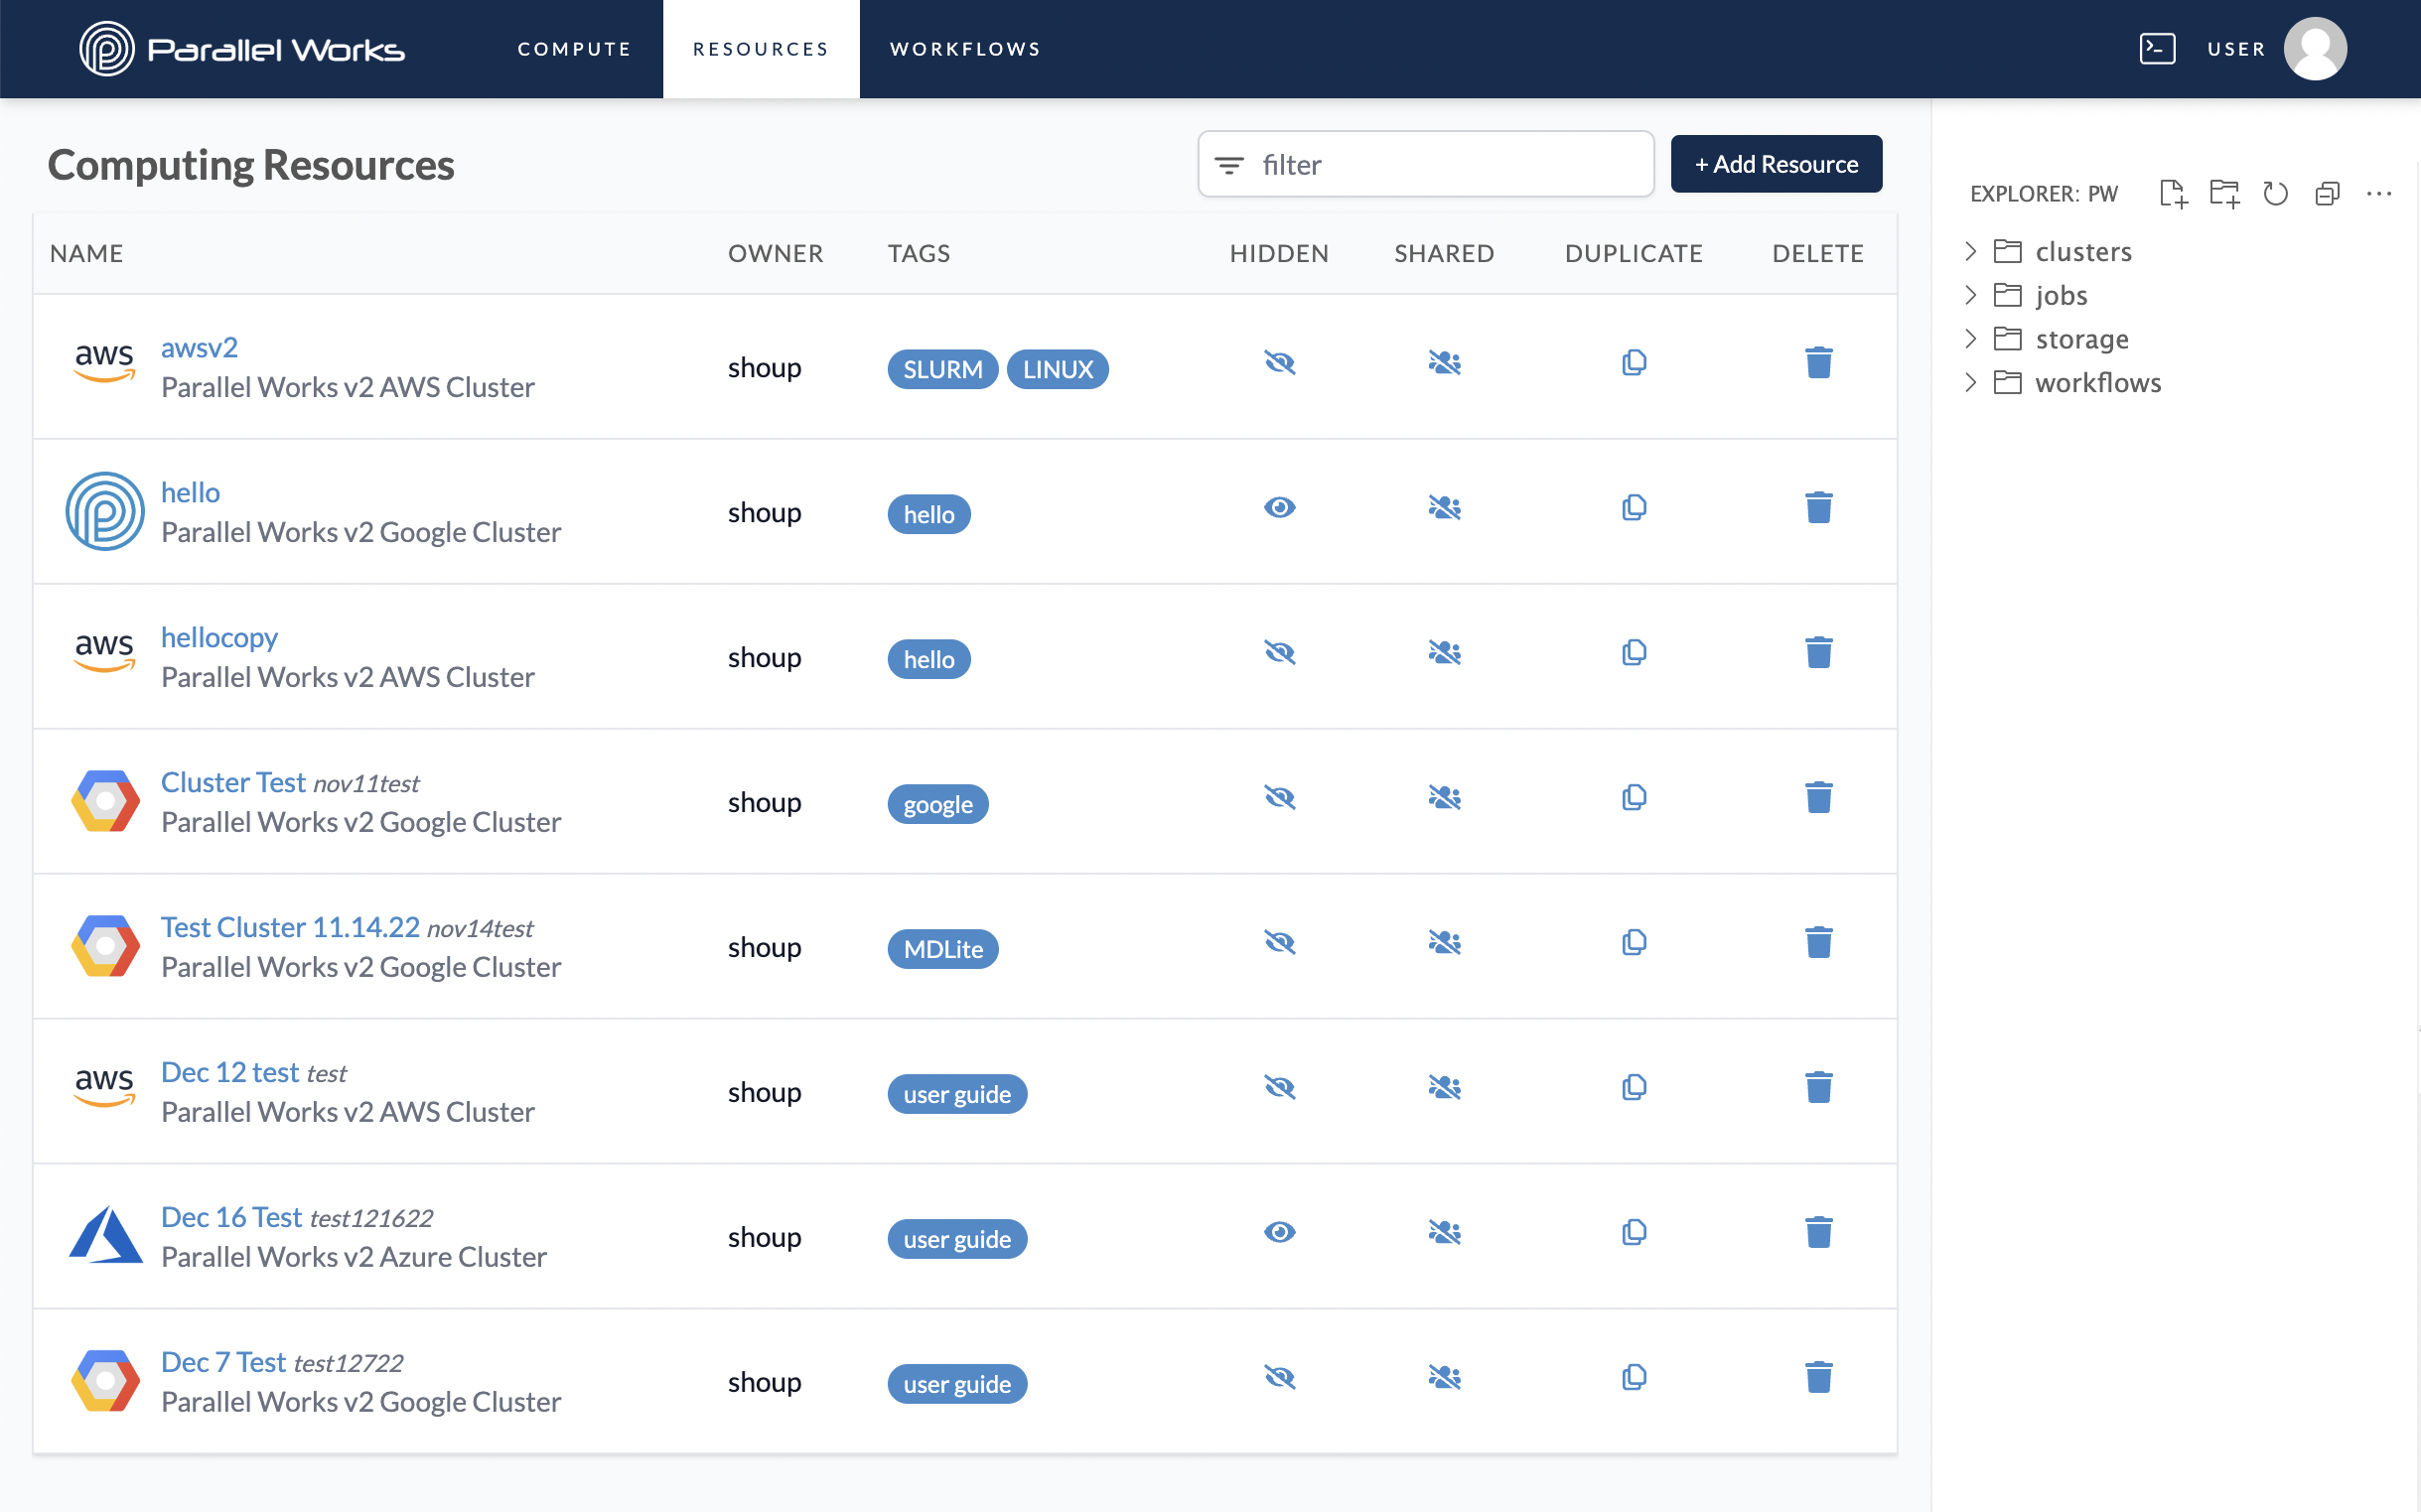 Parallel Works COMPUTE RESOURCES WORKFLOWS USER
Computing Resources filter + Add Resource
EXPLORER: PW
NAME OWNER TAGS HIDDEN SHARED DUPLICATE DELETE
clusters
jobs
storage
workflows
aws awsv2
Parallel Works v2 AWS Cluster
shoup SLURM LINUX
hello
Parallel Works v2 Google Cluster
shoup hello
aws hellocopy
Parallel Works v2 AWS Cluster
shoup hello
Cluster Test nov11test
Parallel Works v2 Google Cluster
shoup google
Test Cluster 11.14.22 nov14test
Parallel Works v2 Google Cluster
shoup MDLite
aws Dec 12 test test
Parallel Works v2 AWS Cluster
shoup user guide
Dec 16 Test test121622
Parallel Works v2 Azure Cluster
shoup user guide
Dec 7 Test test12722
Parallel Works v2 Google Cluster
shoup user guide